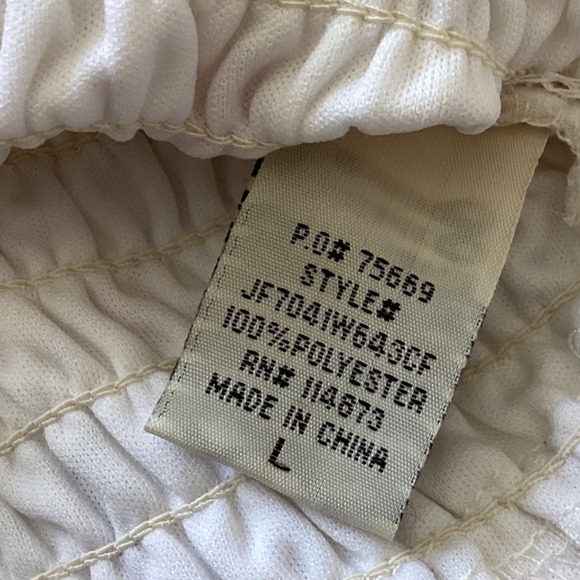 P.O# 75669
STYLE#
JF7041W643CF
100%POLYESTER
RN# 114673
MADE IN CHINA
L